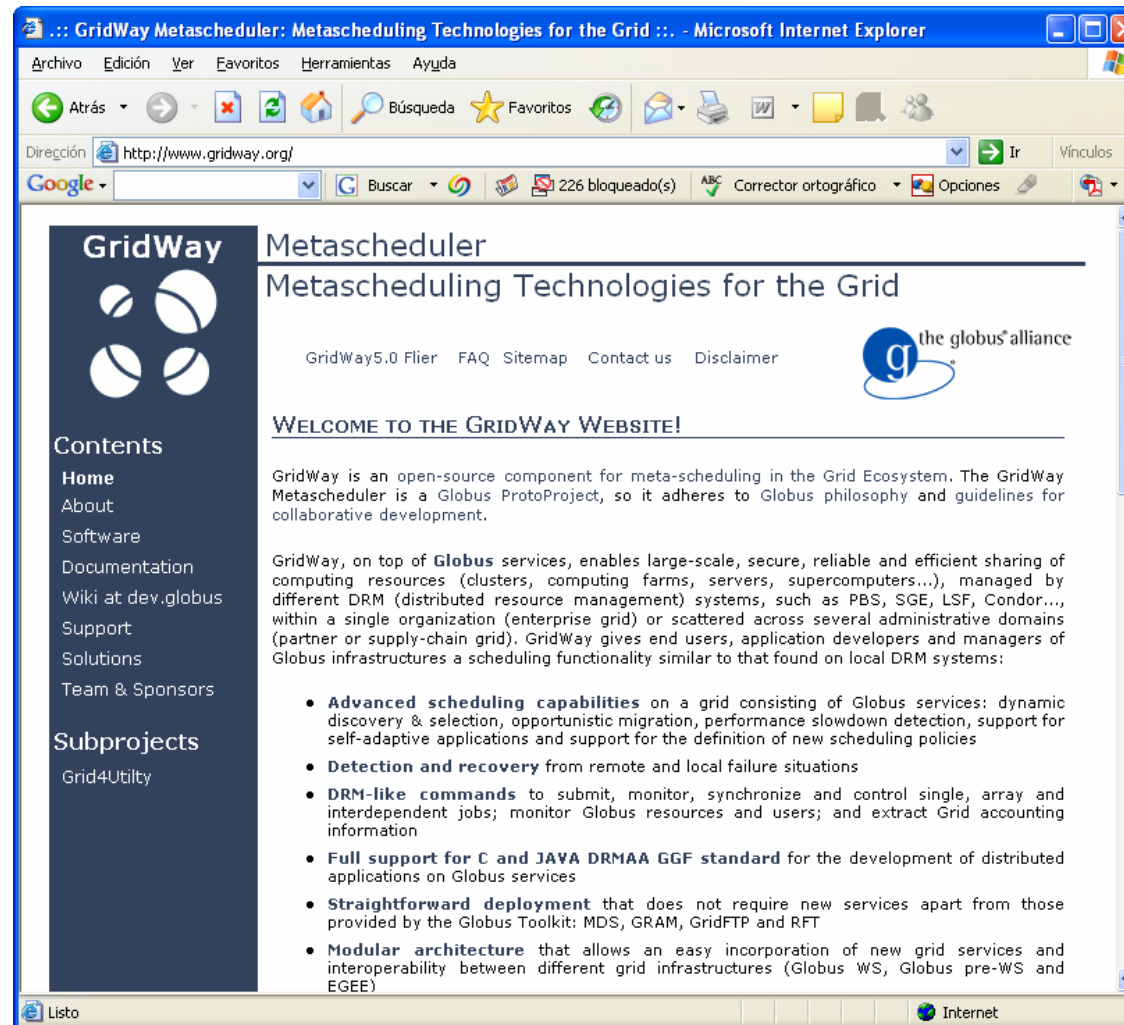 .:: GridWay Metascheduler: Metascheduling Technologies for the Grid ::. - Microsoft Internet Explorer
Archivo Edición Ver Favoritos Herramientas Ayuda
Atrás Búsqueda Favoritos
Dirección http://www.gridway.org/ Ir Vínculos
Google Buscar 226 bloqueado(s) ABC Corrector ortográfico Opciones
GridWay
Contents
Home
About
Software
Documentation
Wiki at dev.globus
Support
Solutions
Team & Sponsors
Subprojects
Grid4Utilty
Metascheduler
Metascheduling Technologies for the Grid
GridWay5.0 Flier FAQ Sitemap Contact us Disclaimer
g the globus® alliance
WELCOME TO THE GRIDWAY WEBSITE!
GridWay is an open-source component for meta-scheduling in the Grid Ecosystem. The GridWay
Metascheduler is a Globus ProtoProject, so it adheres to Globus philosophy and guidelines for
collaborative development.
GridWay, on top of Globus services, enables large-scale, secure, reliable and efficient sharing of
computing resources (clusters, computing farms, servers, supercomputers...), managed by
different DRM (distributed resource management) systems, such as PBS, SGE, LSF, Condor...,
within a single organization (enterprise grid) or scattered across several administrative domains
(partner or supply-chain grid). GridWay gives end users, application developers and managers of
Globus infrastructures a scheduling functionality similar to that found on local DRM systems:
● Advanced scheduling capabilities on a grid consisting of Globus services: dynamic
discovery & selection, opportunistic migration, performance slowdown detection, support for
self-adaptive applications and support for the definition of new scheduling policies
● Detection and recovery from remote and local failure situations
● DRM-like commands to submit, monitor, synchronize and control single, array and
interdependent jobs; monitor Globus resources and users; and extract Grid accounting
information
● Full support for C and JAVA DRMAA GGF standard for the development of distributed
applications on Globus services
● Straightforward deployment that does not require new services apart from those
provided by the Globus Toolkit: MDS, GRAM, GridFTP and RFT
● Modular architecture that allows an easy incorporation of new grid services and
interoperability between different grid infrastructures (Globus WS, Globus pre-WS and
EGEE)
Listo Internet